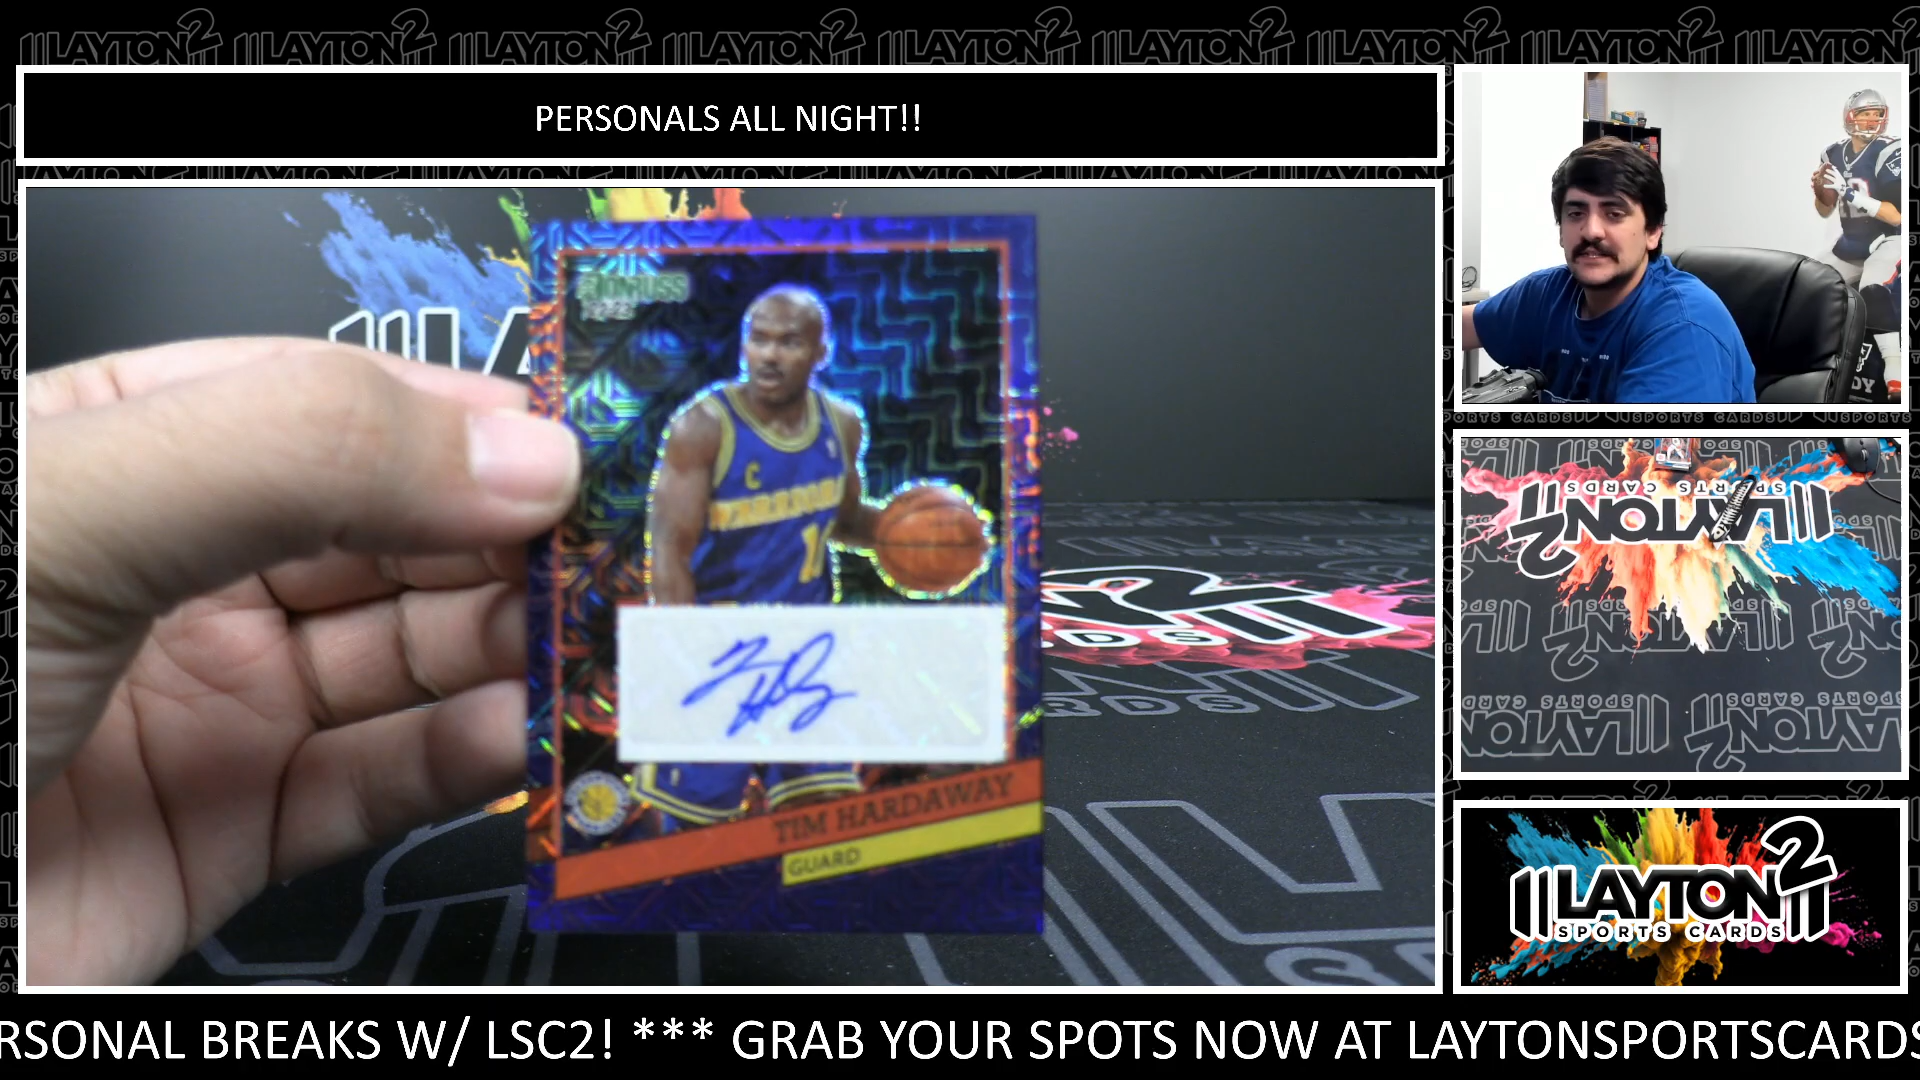 PERSONALS ALL NIGHT!!
DONRUSS
C
WARRIORS
TIM HARDAWAY
GUARD
LAYTON 2
SPORTS CARDS
RSONAL BREAKS W/ LSC2! *** GRAB YOUR SPOTS NOW AT LAYTONSPORTSCARDS